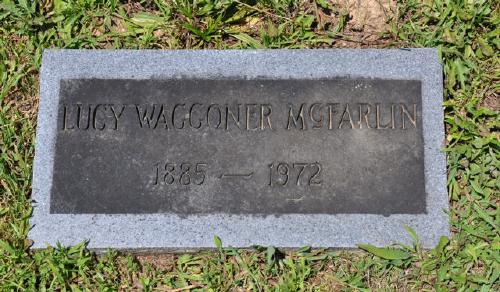 LUCY WAGGONER McFARLIN
1885 — 1972